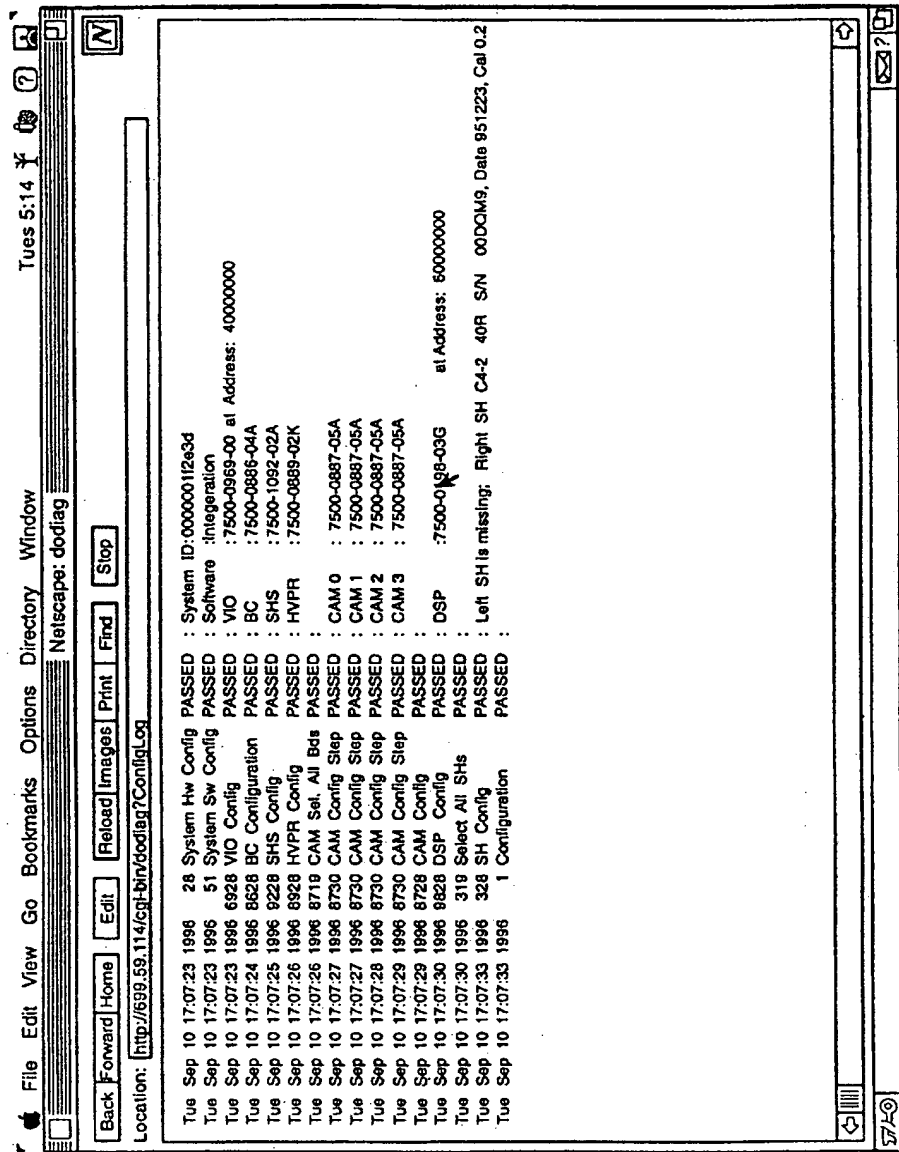 File Edit View Go Bookmarks Options Directory Window Tues 5:14
Netscape: dodiag
Back Forward Home Edit Reload Images Print Find Stop
N
Location: http://699.59.114/cgi-bin/dodiag?ConfigLog
Tue Sep 10 17:07:23 1996 28 System Hw Config PASSED : System ID:0000001f2e3d
Tue Sep 10 17:07:23 1996 51 System Sw Config PASSED : Software :Integeration
Tue Sep 10 17:07:23 1996 6928 VIO Config PASSED : VIO : 7500-0969-00 at Address: 40000000
Tue Sep 10 17:07:24 1996 8628 BC Configuration PASSED : BC : 7500-0886-04A
Tue Sep 10 17:07:25 1996 9228 SHS Config PASSED : SHS : 7500-1092-02A
Tue Sep 10 17:07:26 1996 8928 HVPR Config PASSED : HVPR : 7500-0889-02K
Tue Sep 10 17:07:26 1996 8719 CAM Sel. All Bds PASSED :
Tue Sep 10 17:07:27 1996 8730 CAM Config Step PASSED : CAM 0 : 7500-0887-05A
Tue Sep 10 17:07:27 1996 8730 CAM Config Step PASSED : CAM 1 : 7500-0887-05A
Tue Sep 10 17:07:28 1996 8730 CAM Config Step PASSED : CAM 2 : 7500-0887-05A
Tue Sep 10 17:07:29 1996 8730 CAM Config Step PASSED : CAM 3 : 7500-0887-05A
Tue Sep 10 17:07:29 1996 8728 CAM Config PASSED :
Tue Sep 10 17:07:30 1996 9828 DSP Config PASSED : DSP :7500-0198-03G at Address: 60000000
Tue Sep 10 17:07:30 1996 319 Select All SHs PASSED :
Tue Sep 10 17:07:33 1996 328 SH Config PASSED : Left SH is missing; Right SH C4-2 40R S/N 00DQM9, Date 951223, Cal 0.2
Tue Sep 10 17:07:33 1996 1 Configuration PASSED :
?